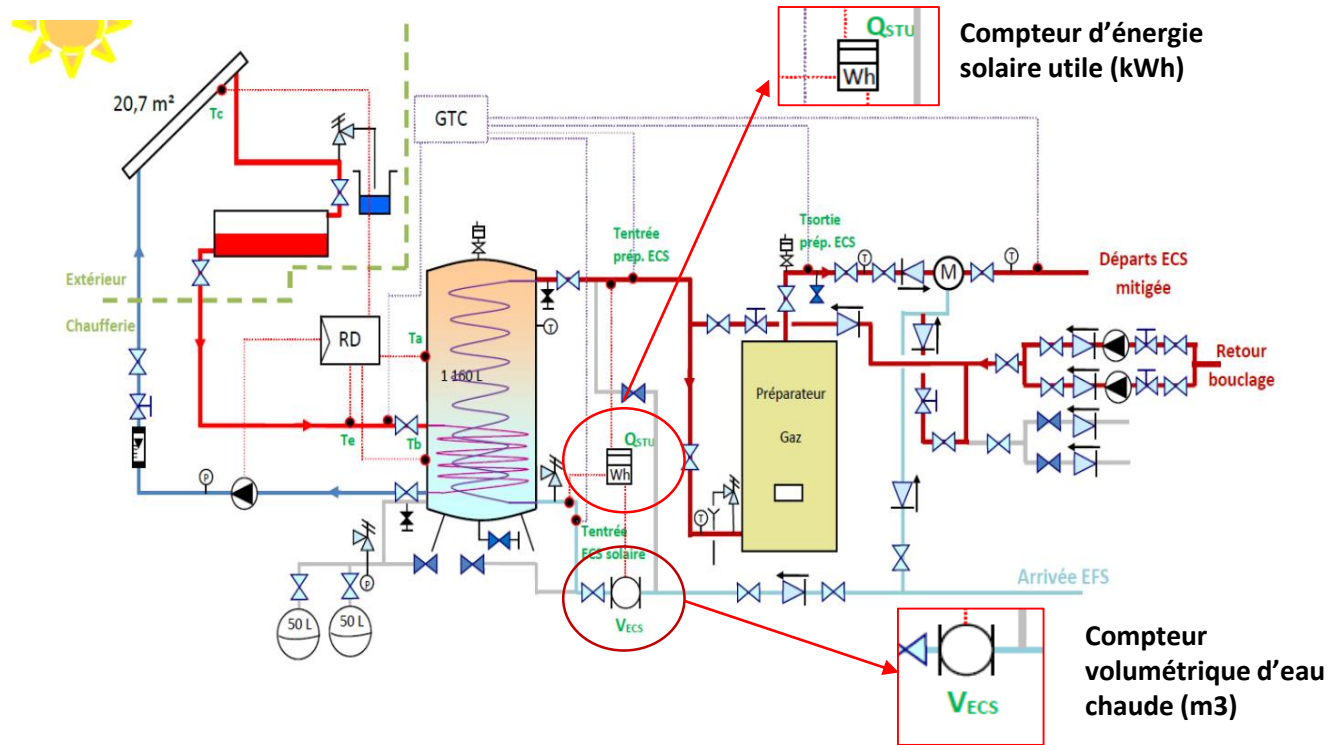 QSTU
Wh
Compteur d'énergie
solaire utile (kWh)
20,7 m²
Tc
GTC
Tentrée
prép. ECS
Tsortie
prép. ECS
T
M
T
Départs ECS
mitigée
Extérieur
Chaufferie
RD
Ta
T
1 160 L
Retour
bouclage
Préparateur
Gaz
Te
Tb
QSTU
Wh
P
T
Tentrée
ECS solaire
P
Arrivée EFS
50 L
50 L
VECS
VECS
Compteur
volumétrique d'eau
chaude (m3)